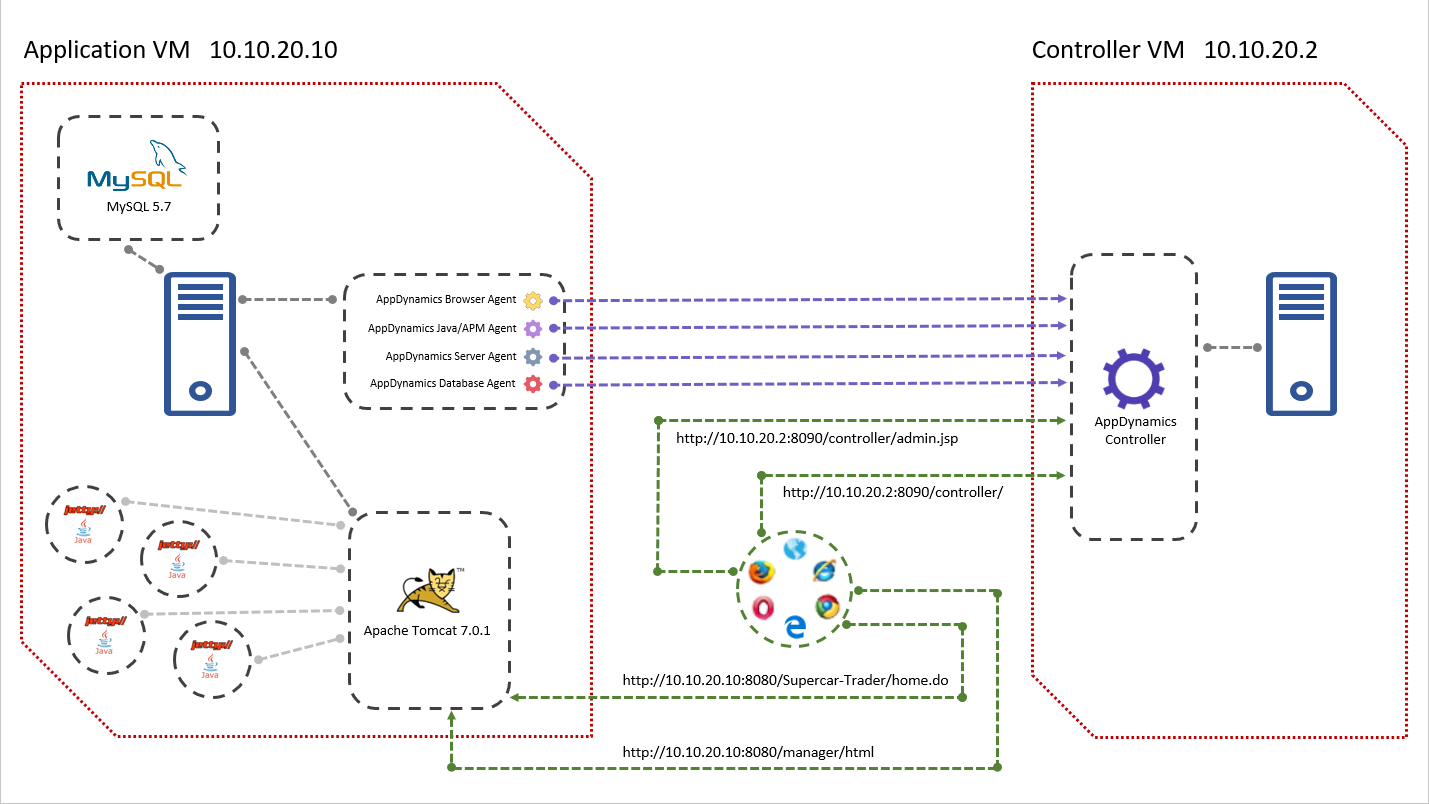 Application VM 10.10.20.10
Controller VM 10.10.20.2
MySQL
MySQL 5.7
AppDynamics Browser Agent
AppDynamics Java/APM Agent
AppDynamics Server Agent
AppDynamics Database Agent
http://10.10.20.2:8090/controller/admin.jsp
AppDynamics
Controller
http://10.10.20.2:8090/controller/
jetty://
Java
jetty://
Java
jetty://
Java
jetty://
Java
TM
Apache Tomcat 7.0.1
http://10.10.20.10:8080/Supercar-Trader/home.do
http://10.10.20.10:8080/manager/html